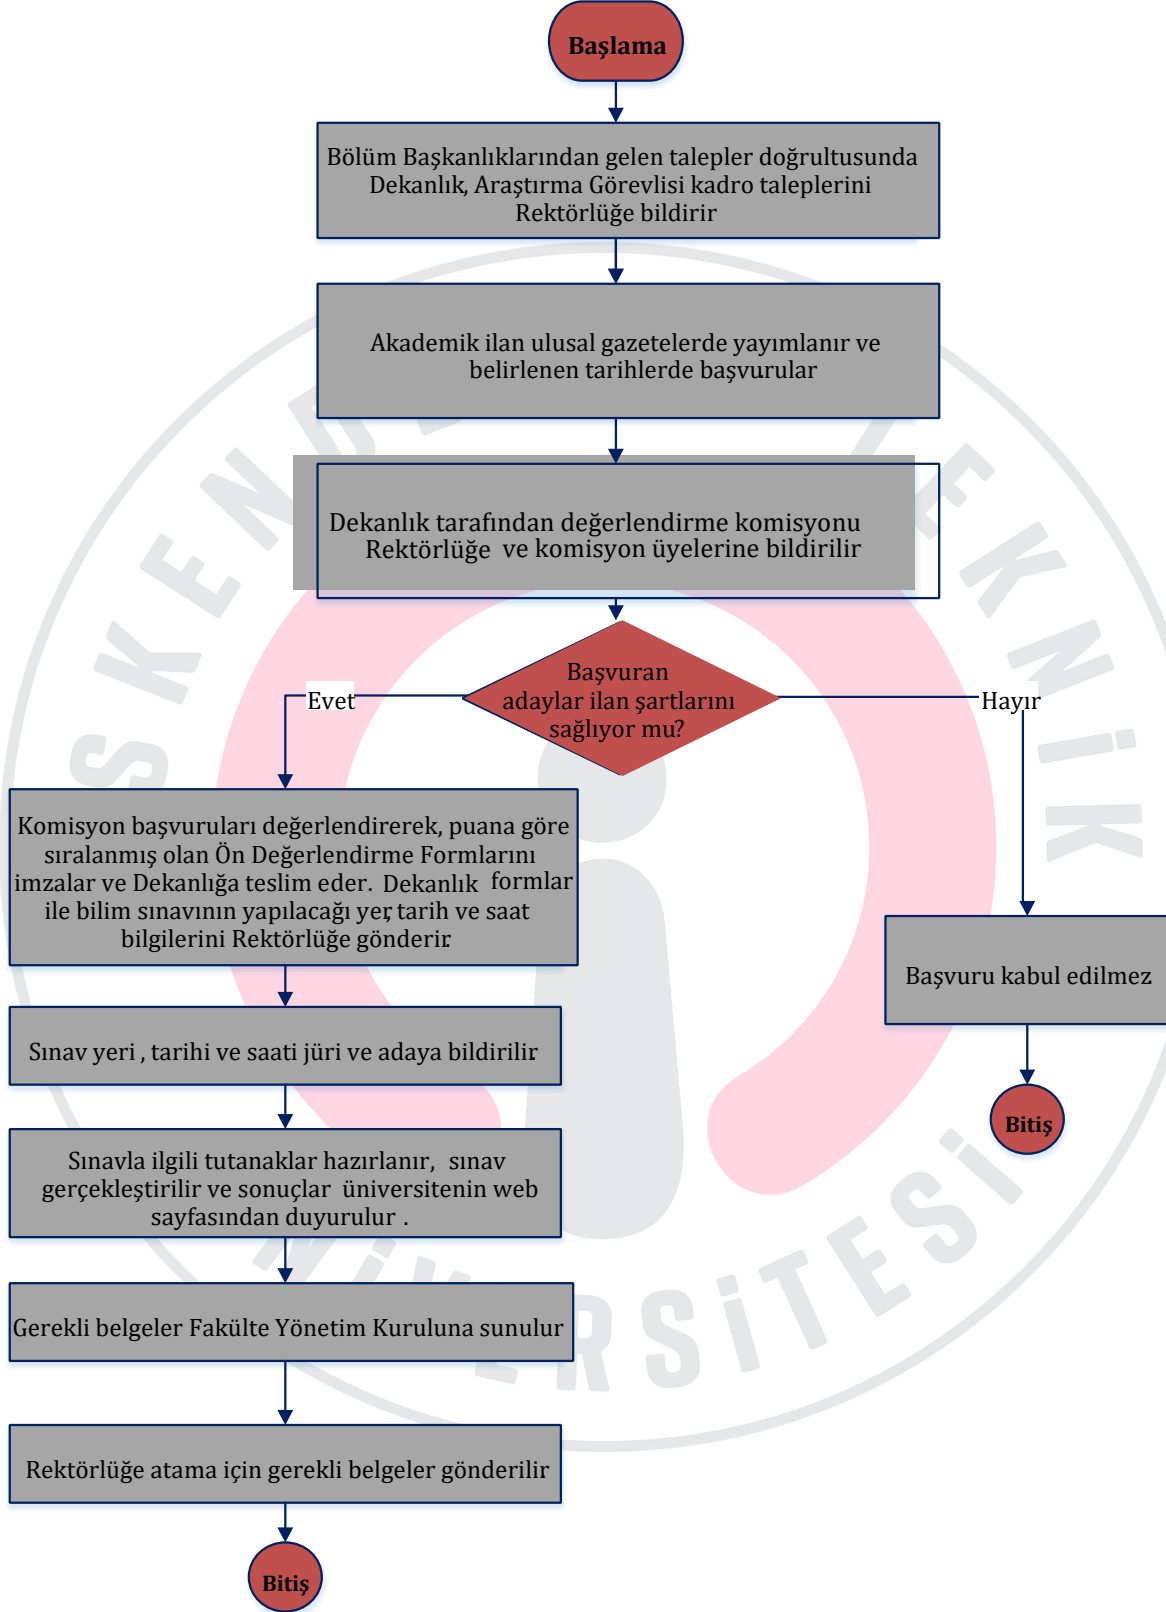 Başlama
Bölüm Başkanlıklarından gelen talepler doğrultusunda
Dekanlık, Araştırma Görevlisi kadro taleplerini
Rektörlüğe bildirir
Akademik ilan ulusal gazetelerde yayımlanır ve
belirlenen tarihlerde başvurular
Dekanlık tarafından değerlendirme komisyonu
Rektörlüğe ve komisyon üyelerine bildirilir
Başvuran
adaylar ilan şartlarını
sağlıyor mu?
Evet
Hayır
Komisyon başvuruları değerlendirerek, puana göre
sıralanmış olan Ön Değerlendirme Formlarını
imzalar ve Dekanlığa teslim eder. Dekanlık formlar
ile bilim sınavının yapılacağı yer, tarih ve saat
bilgilerini Rektörlüğe gönderir.
Başvuru kabul edilmez
Sınav yeri , tarihi ve saati jüri ve adaya bildirilir.
Bitiş
Sınavla ilgili tutanaklar hazırlanır, sınav
gerçekleştirilir ve sonuçlar üniversitenin web
sayfasından duyurulur .
Gerekli belgeler Fakülte Yönetim Kuruluna sunulur
Rektörlüğe atama için gerekli belgeler gönderilir
Bitiş